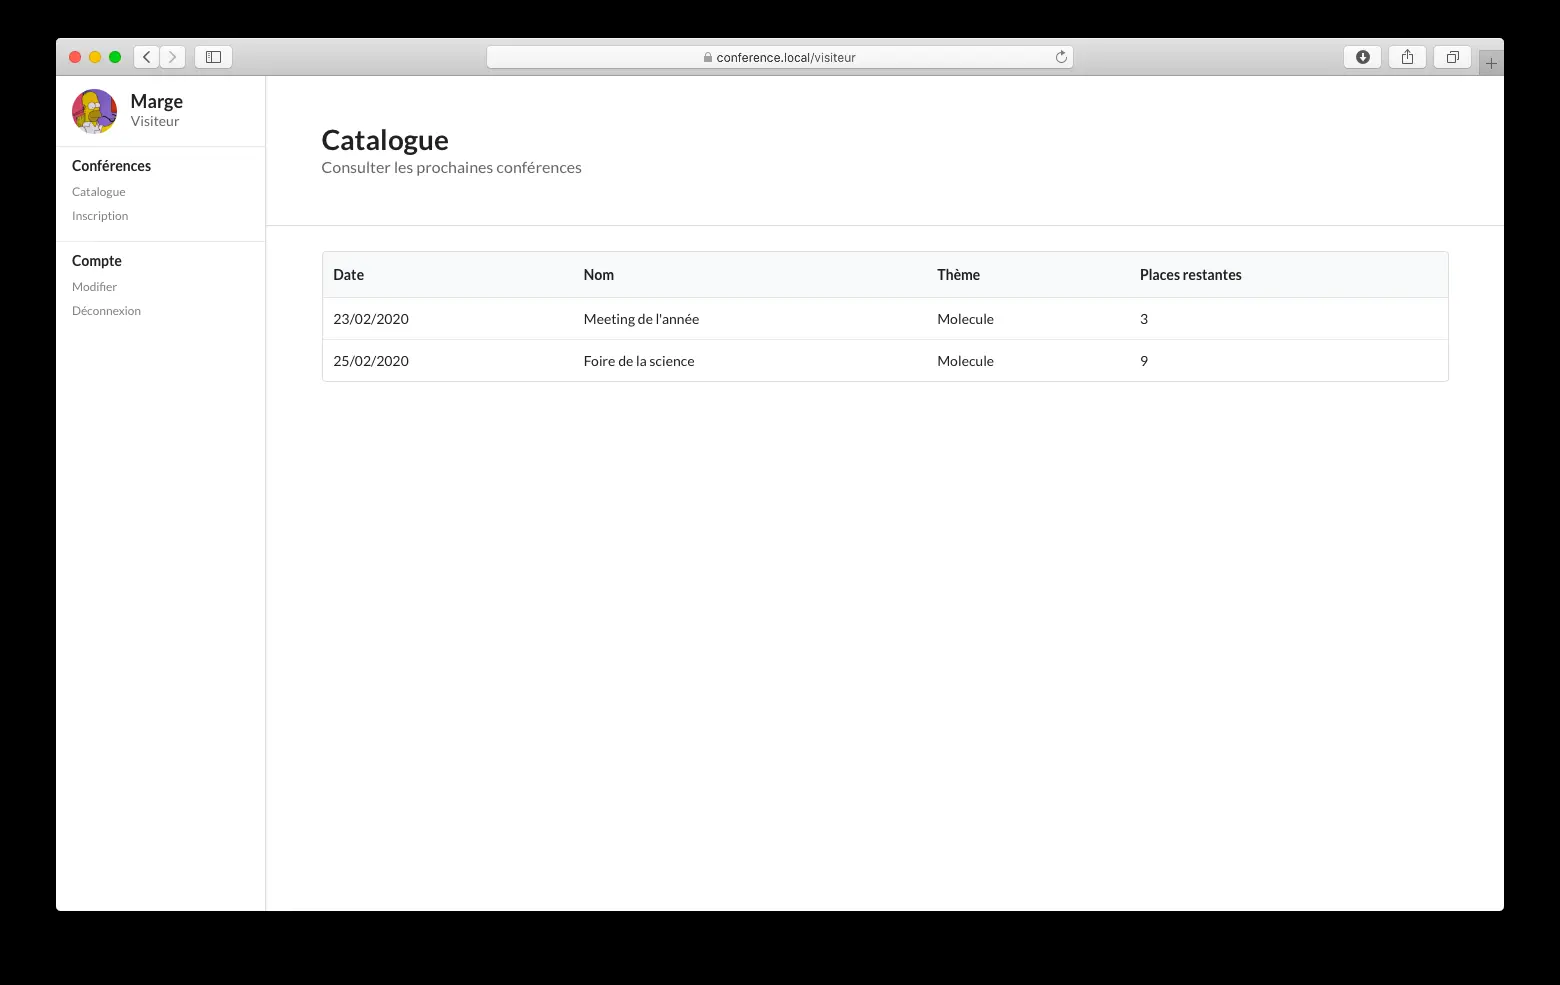 conference.local/visiteur
Marge
Visiteur
Conférences
Catalogue
Inscription
Compte
Modifier
Déconnexion
Catalogue
Consulter les prochaines conférences
Date Nom Thème Places restantes
23/02/2020 Meeting de l'année Molecule 3
25/02/2020 Foire de la science Molecule 9